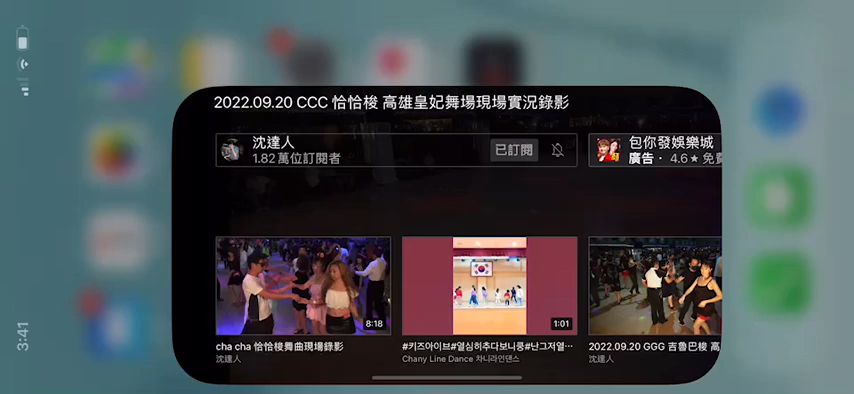 2022.09.20 CCC 恰恰梭 高雄皇妃舞場現場實況錄影
沈達人
1.82 萬位訂閱者
已訂閱
包你發娛樂城
廣告· 4.6★ 免費
8:18
1:01
cha cha 恰恰梭舞曲現場錄影
沈達人
#키즈아이브#열심히추다보니쿵#난그저열…
Chany Line Dance 차니라인댄스
2022.09.20 GGG 吉魯巴梭 高
沈達人
3:41